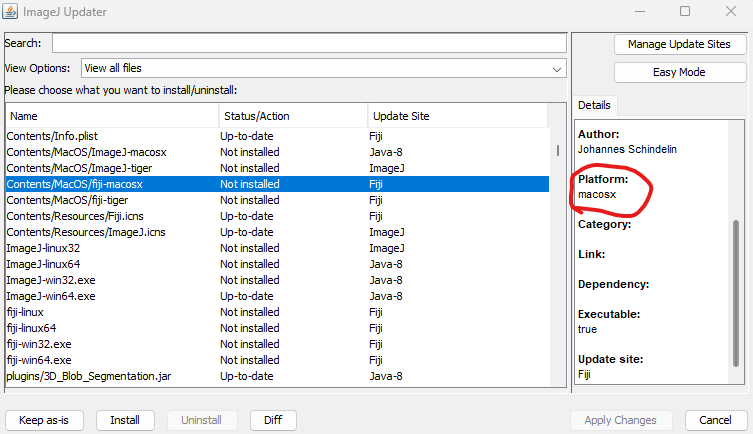 ImageJ Updater
Search:
Manage Update Sites
View Options: View all files
Easy Mode
Please choose what you want to install/uninstall:
Details
Name Status/Action Update Site
Contents/Info.plist Up-to-date Fiji
Contents/MacOS/ImageJ-macosx Not installed Java-8
Contents/MacOS/ImageJ-tiger Not installed ImageJ
Contents/MacOS/fiji-macosx Not installed Fiji
Contents/MacOS/fiji-tiger Not installed Fiji
Contents/Resources/Fiji.icns Up-to-date Fiji
Contents/Resources/ImageJ.icns Up-to-date ImageJ
ImageJ-linux32 Not installed ImageJ
ImageJ-linux64 Not installed Java-8
ImageJ-win32.exe Not installed Java-8
ImageJ-win64.exe Up-to-date Java-8
fiji-linux Not installed Fiji
fiji-linux64 Not installed Fiji
fiji-win32.exe Not installed Fiji
fiji-win64.exe Not installed Fiji
plugins/3D_Blob_Segmentation.jar Up-to-date Java-8
Author:
Johannes Schindelin
Platform:
macosx
Category:
Link:
Dependency:
Executable:
true
Update site:
Fiji
Keep as-is Install Uninstall Diff Apply Changes Cancel